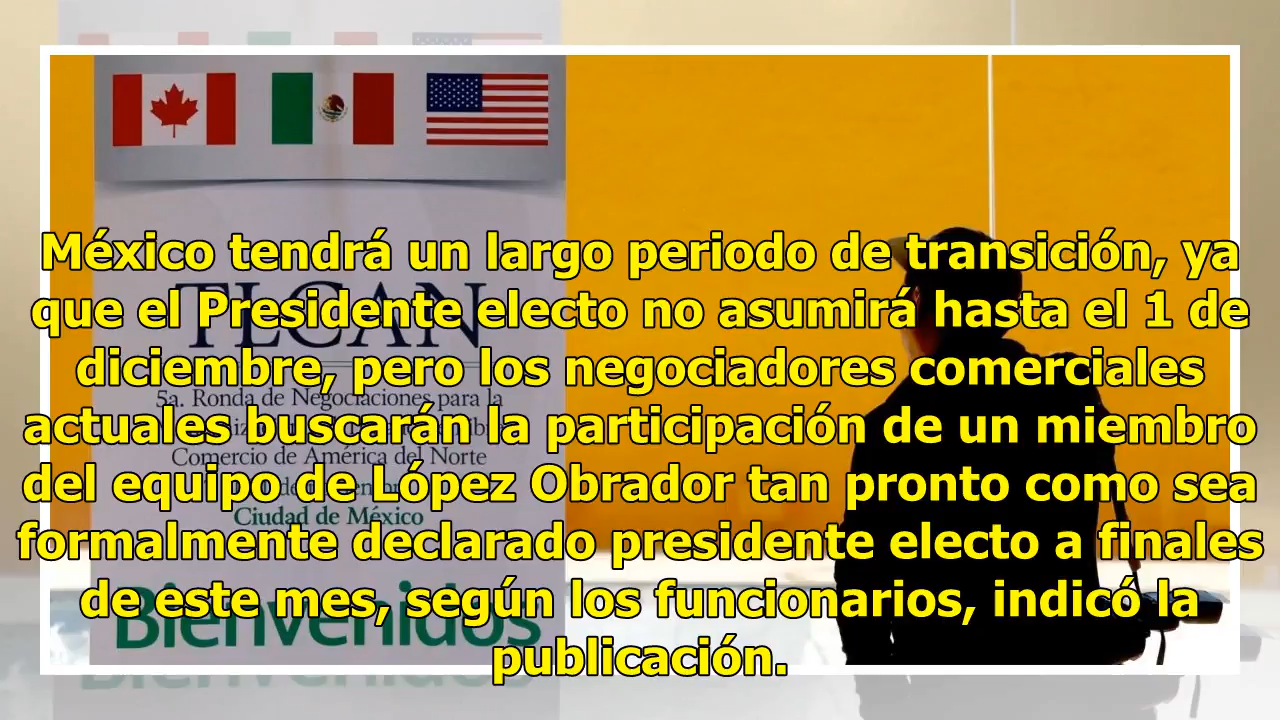 México tendrá un largo periodo de transición, ya
que el Presidente electo no asumirá hasta el 1 de
diciembre, pero los negociadores comerciales
actuales buscarán la participación de un miembro
del equipo de López Obrador tan pronto como sea
formalmente declarado presidente electo a finales
de este mes, según los funcionarios, indicó la
publicación.
TLCAN
5a. Ronda de Negociaciones para la
Comercio de América del Norte
Ciudad de México
Bienvenidos